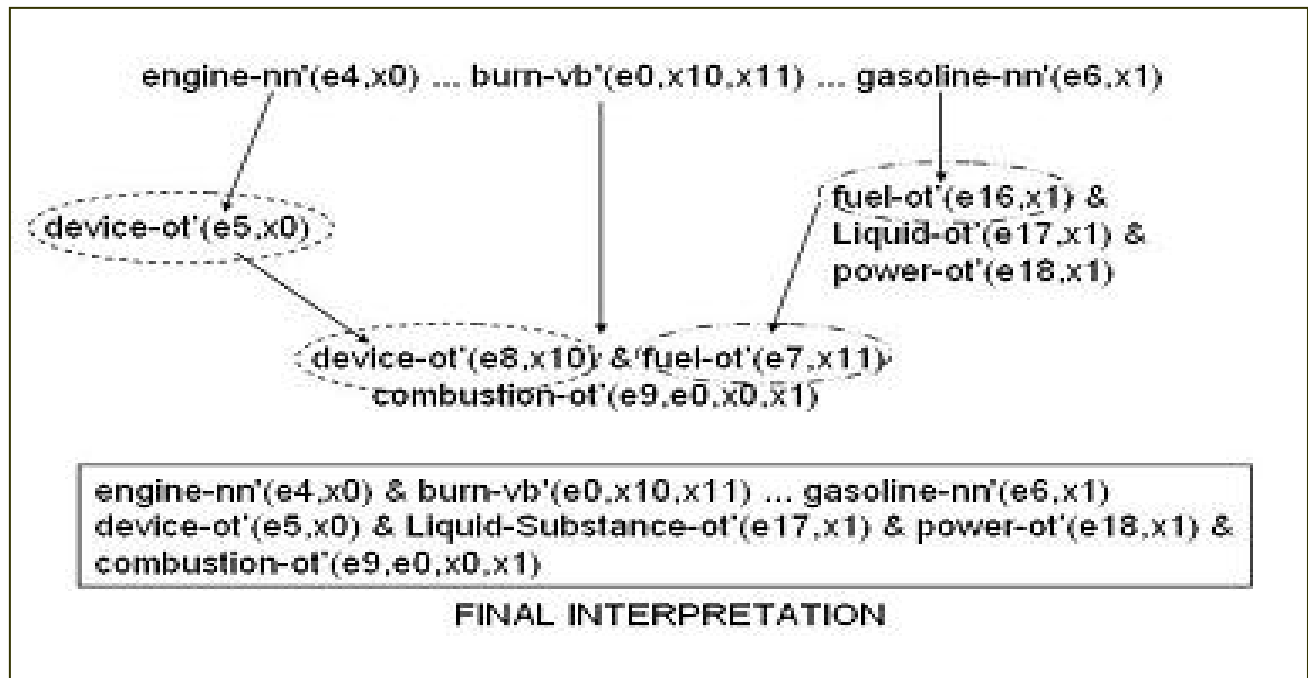 engine-nn'(e4,x0) ... burn-vb'(e0,x10,x11) ... gasoline-nn'(e6,x1)
device-ot'(e5,x0)
fuel-ot'(e16,x1) &
Liquid-ot'(e17,x1) &
power-ot'(e18,x1)
device-ot'(e8,x10) & fuel-ot'(e7,x11)
combustion-ot'(e9,e0,x0,x1)
engine-nn'(e4,x0) & burn-vb'(e0,x10,x11) ... gasoline-nn'(e6,x1)
device-ot'(e5,x0) & Liquid-Substance-ot'(e17,x1) & power-ot'(e18,x1) &
combustion-ot'(e9,e0,x0,x1)
FINAL INTERPRETATION